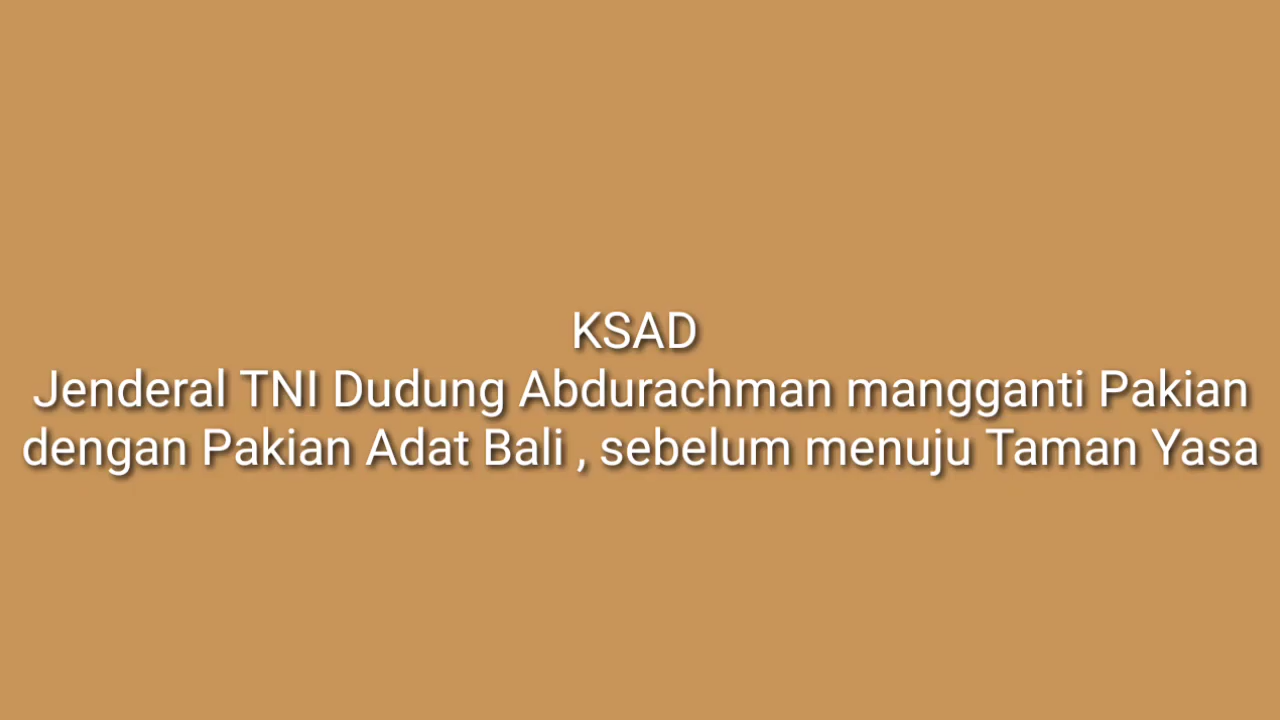 KSAD
Jenderal TNI Dudung Abdurachman mangganti Pakian
dengan Pakian Adat Bali , sebelum menuju Taman Yasa